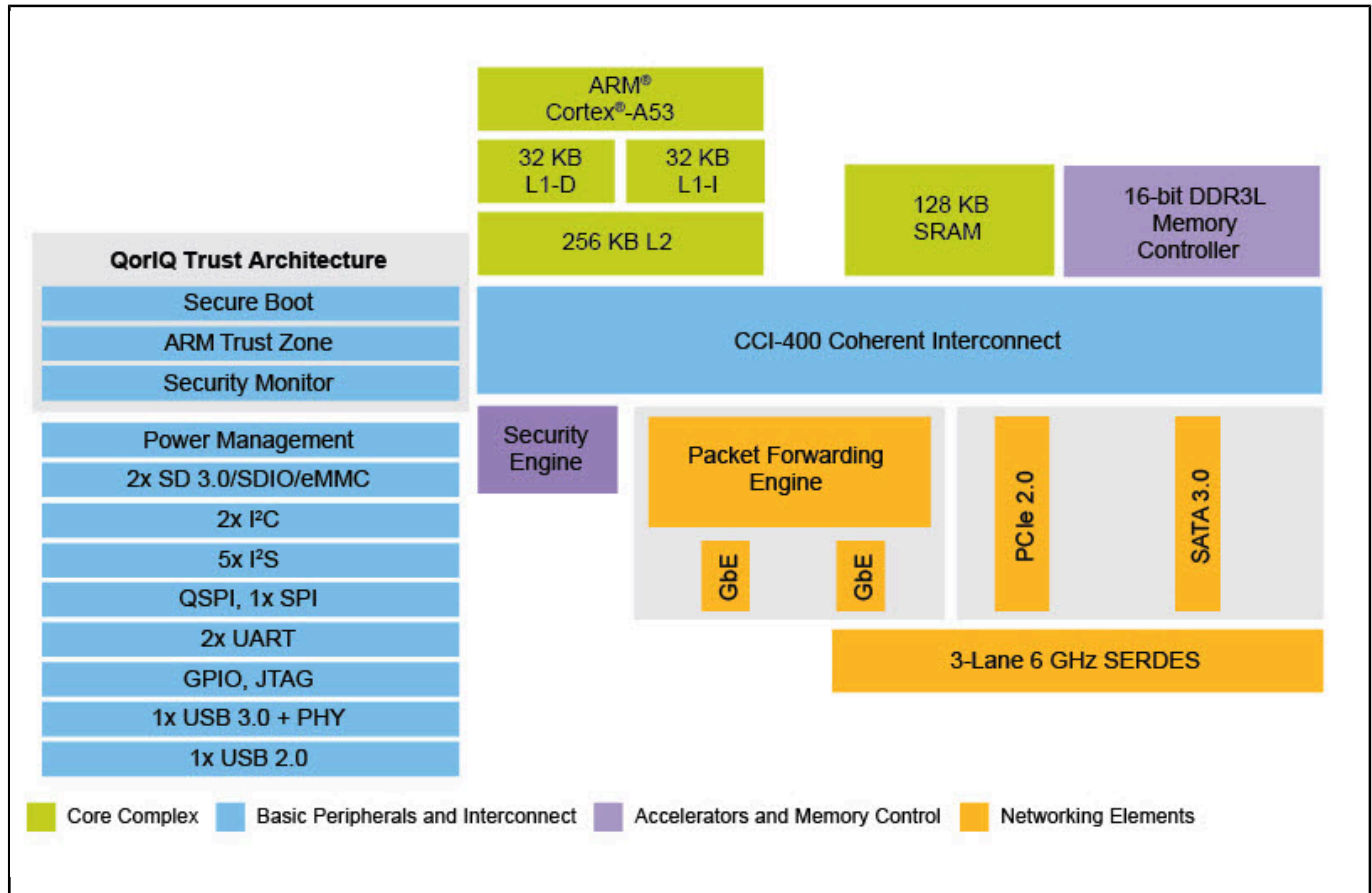 ARM®
Cortex®-A53
32 KB
L1-D
32 KB
L1-I
256 KB L2
128 KB
SRAM
16-bit DDR3L
Memory
Controller
QorIQ Trust Architecture
Secure Boot
ARM Trust Zone
Security Monitor
CCI-400 Coherent Interconnect
Power Management
2x SD 3.0/SDIO/eMMC
2x I²C
5x I²S
QSPI, 1x SPI
2x UART
GPIO, JTAG
1x USB 3.0 + PHY
1x USB 2.0
Security
Engine
Packet Forwarding
Engine
GbE
GbE
PCIe 2.0
SATA 3.0
3-Lane 6 GHz SERDES
Core Complex
Basic Peripherals and Interconnect
Accelerators and Memory Control
Networking Elements